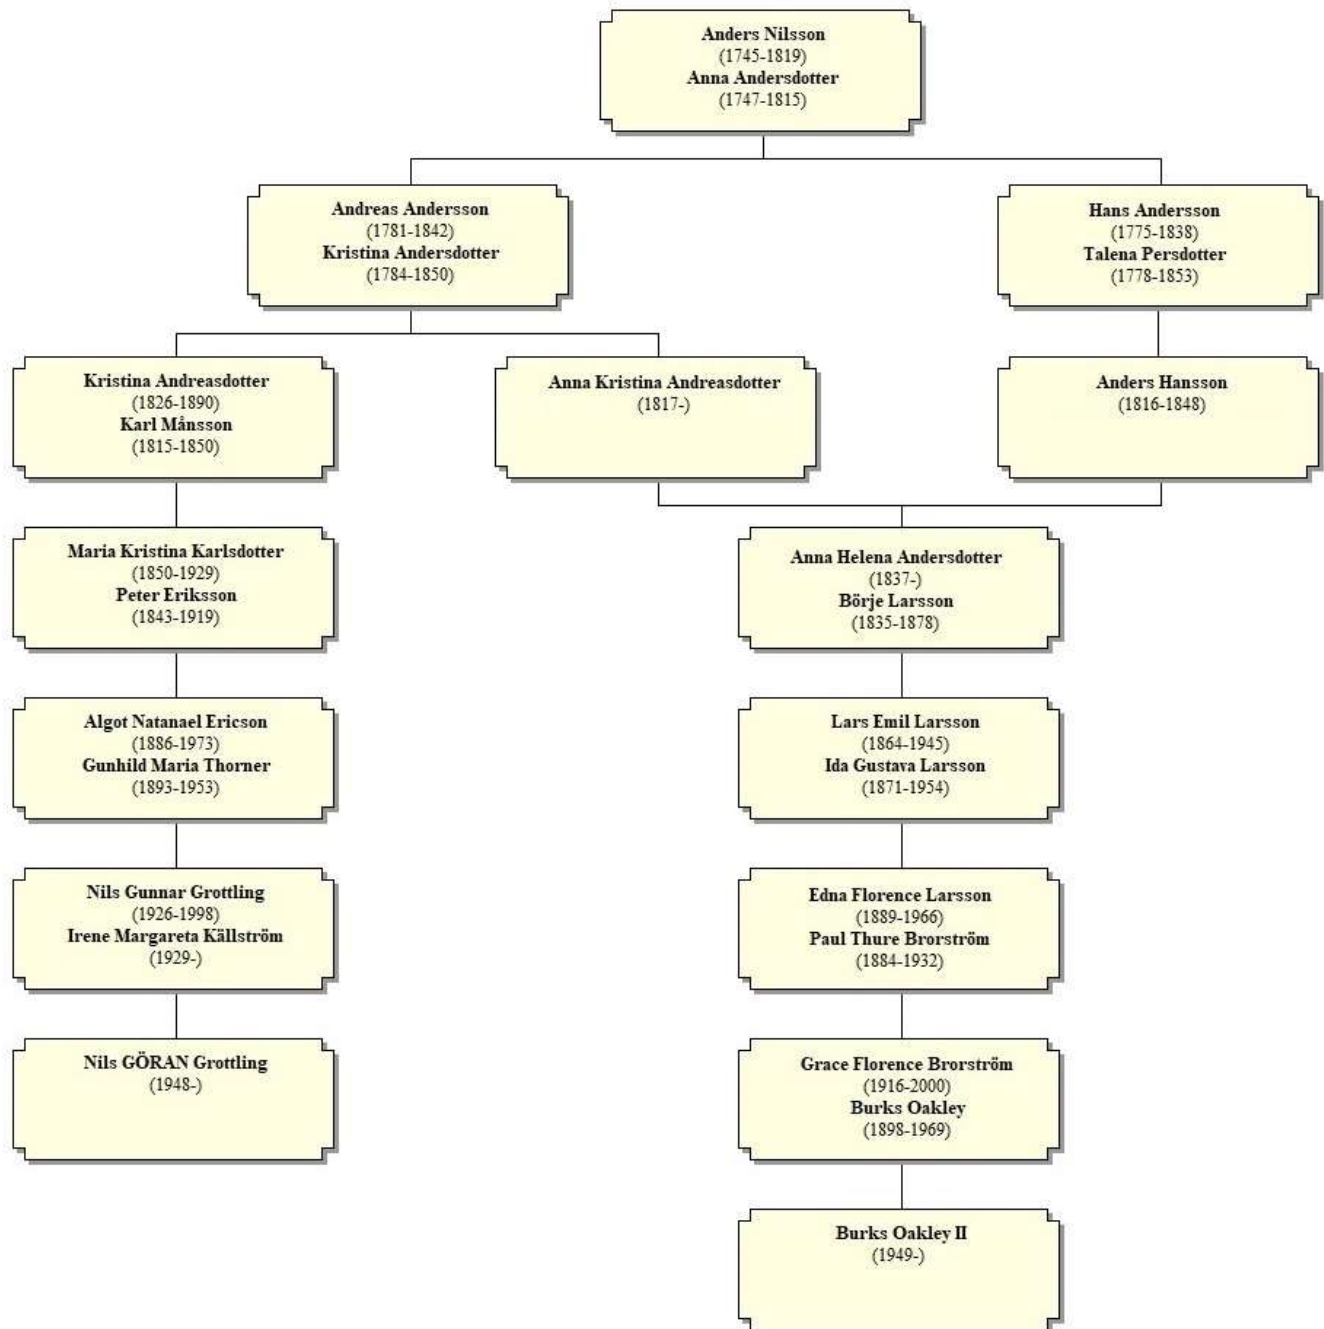 Anders Nilsson
(1745-1819)
Anna Andersdotter
(1747-1815)
Andreas Andersson
(1781-1842)
Kristina Andersdotter
(1784-1850)
Hans Andersson
(1775-1838)
Talena Persdotter
(1778-1853)
Kristina Andreasdotter
(1826-1890)
Karl Månsson
(1815-1850)
Anna Kristina Andreasdotter
(1817-)
Anders Hansson
(1816-1848)
Maria Kristina Karlsdotter
(1850-1929)
Peter Eriksson
(1843-1919)
Anna Helena Andersdotter
(1837-)
Börje Larsson
(1835-1878)
Algot Natanael Ericson
(1886-1973)
Gunhild Maria Thorner
(1893-1953)
Lars Emil Larsson
(1864-1945)
Ida Gustava Larsson
(1871-1954)
Nils Gunnar Grottling
(1926-1998)
Irene Margareta Källström
(1929-)
Edna Florence Larsson
(1889-1966)
Paul Thure Brorström
(1884-1932)
Nils GÖRAN Grottling
(1948-)
Grace Florence Brorström
(1916-2000)
Burks Oakley
(1898-1969)
Burks Oakley II
(1949-)